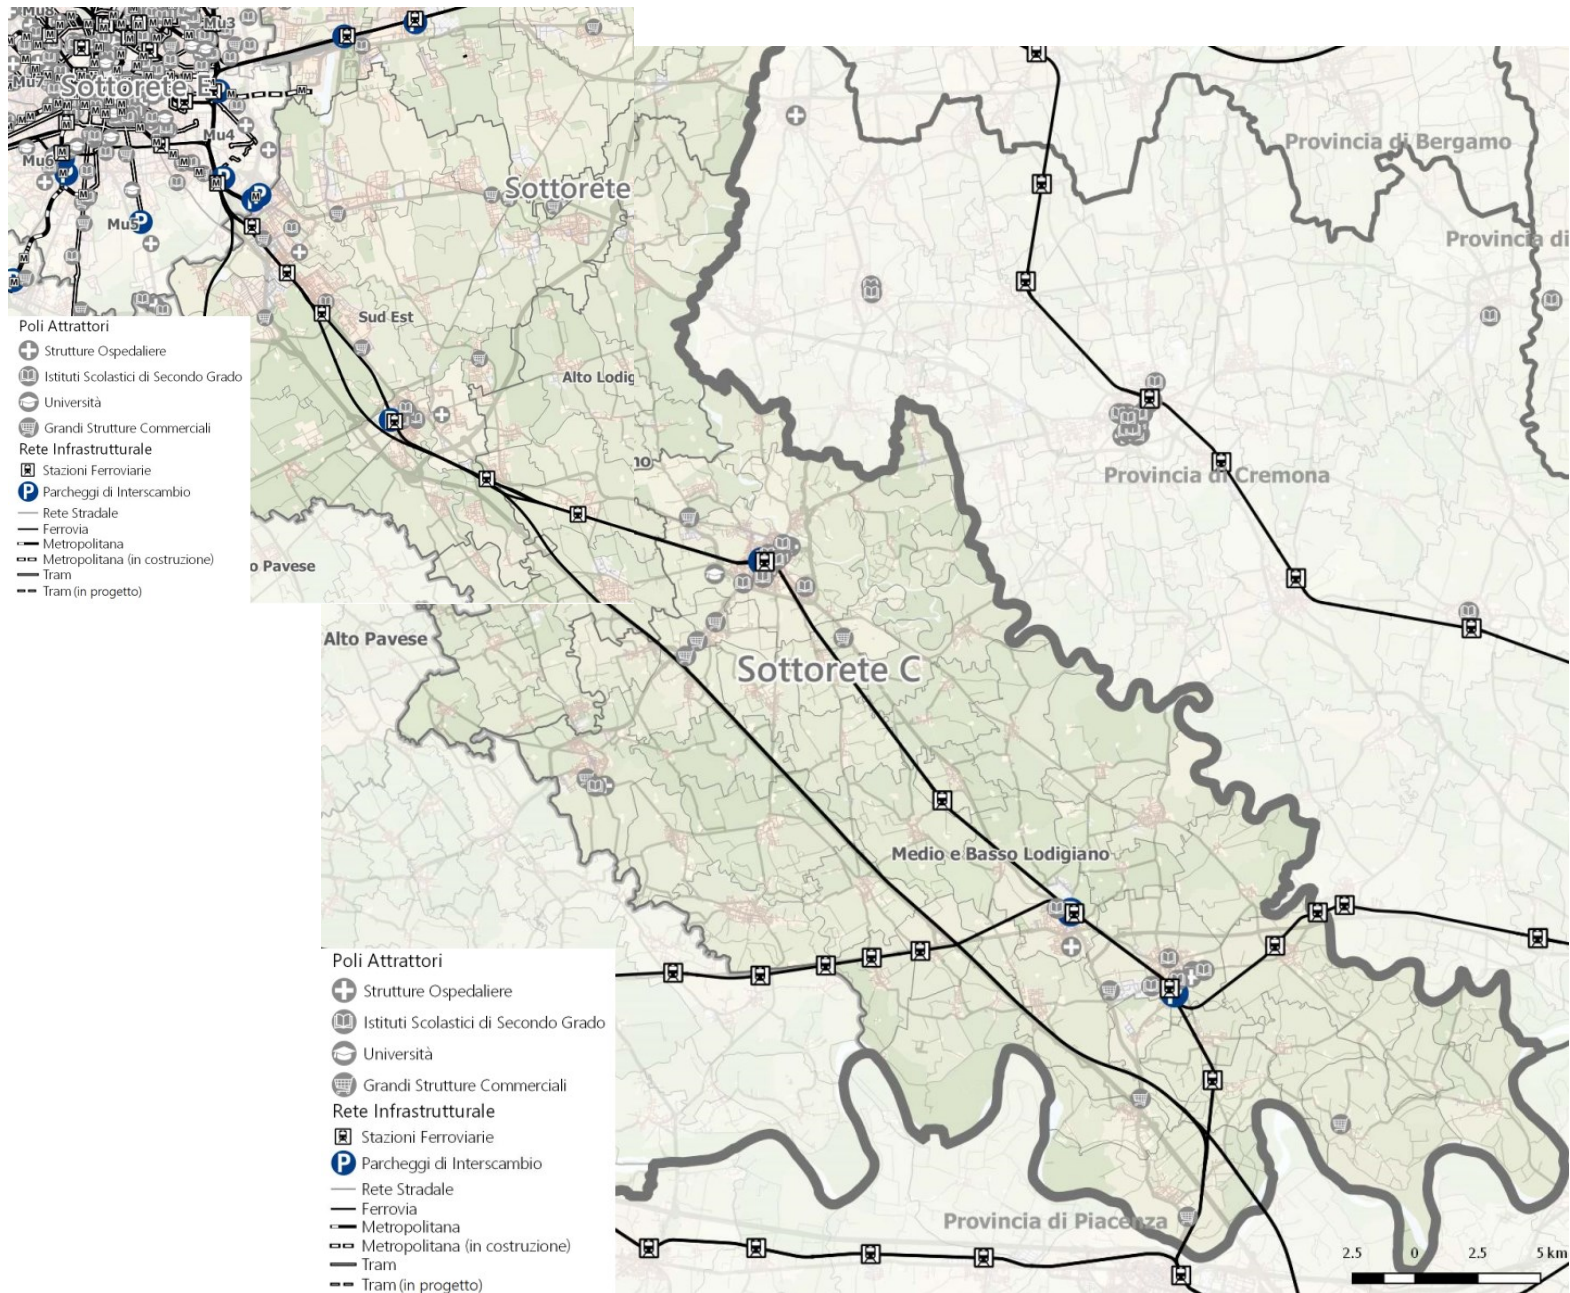 Mu8
Mu3
Mu7
Sottorete E
Mu4
Provincia di Bergamo
Mu6
Sottorete
Mu5
Provincia di
Sud Est
Alto Lodig
Poli Attrattori
Strutture Ospedaliere
Istituti Scolastici di Secondo Grado
Università
Grandi Strutture Commerciali
Rete Infrastrutturale
Stazioni Ferroviarie
Parcheggi di Interscambio
Rete Stradale
Ferrovia
Metropolitana
Metropolitana (in costruzione)
Tram
Tram (in progetto)
Provincia di Cremona
o Pavese
Alto Pavese
Sottorete C
Medio e Basso Lodigiano
Poli Attrattori
Strutture Ospedaliere
Istituti Scolastici di Secondo Grado
Università
Grandi Strutture Commerciali
Rete Infrastrutturale
Stazioni Ferroviarie
Parcheggi di Interscambio
Rete Stradale
Ferrovia
Metropolitana
Metropolitana (in costruzione)
Tram
Tram (in progetto)
Provincia di Piacenza
2.5 0 2.5 5 km